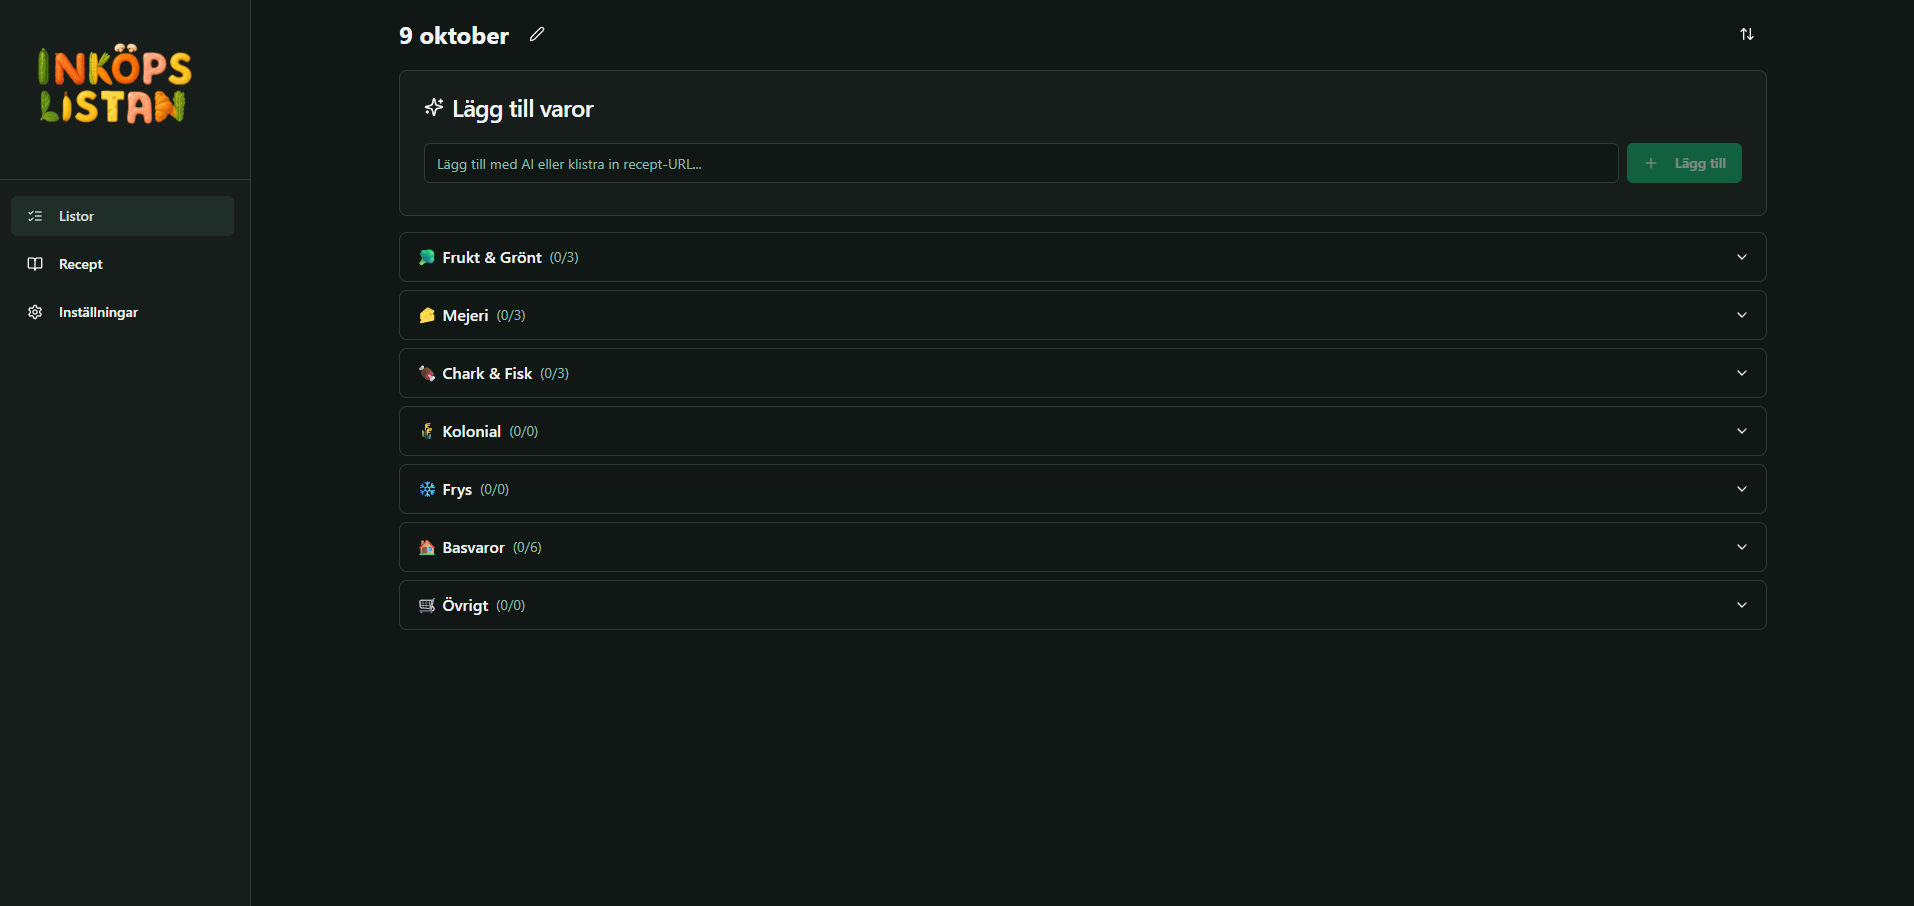 INKÖPS
LISTAN
Listor
Recept
Inställningar
9 oktober
Lägg till varor
Lägg till med AI eller klistra in recept-URL...
+ Lägg till
Frukt & Grönt (0/3)
Mejeri (0/3)
Chark & Fisk (0/3)
Kolonial (0/0)
Frys (0/0)
Basvaror (0/6)
Övrigt (0/0)